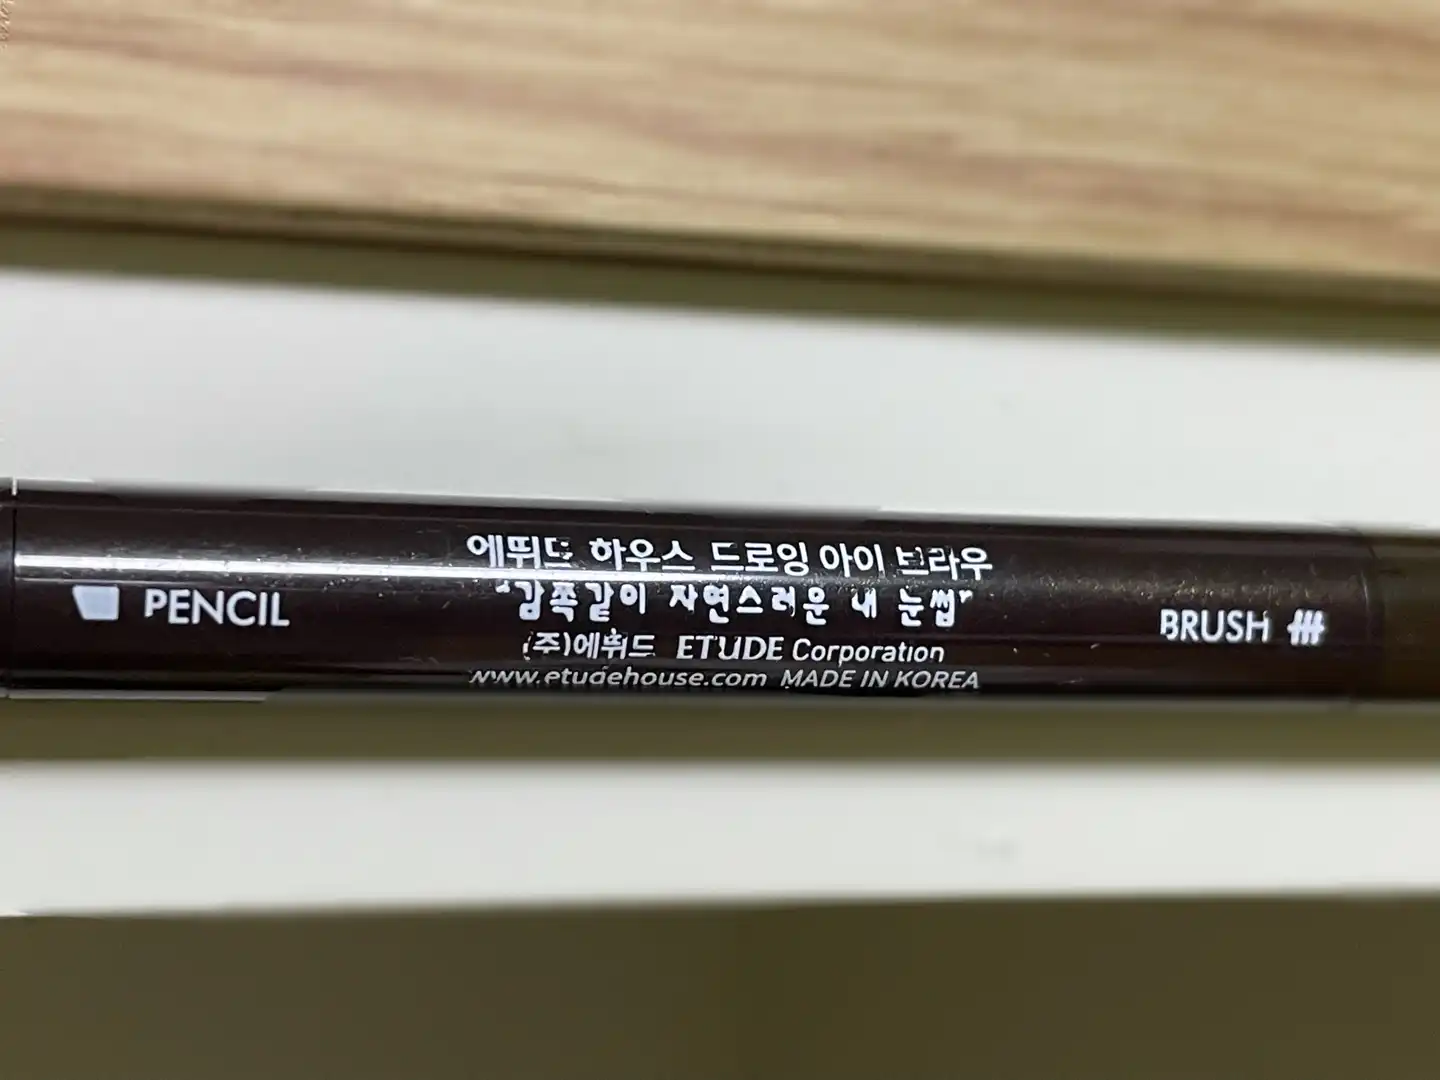 에뛰드 하우스 드로잉 아이 브라우
"감쪽같이 자연스러운 내 눈썹"
PENCIL
BRUSH
(주)에뛰드 ETUDE Corporation
www.etudehouse.com MADE IN KOREA